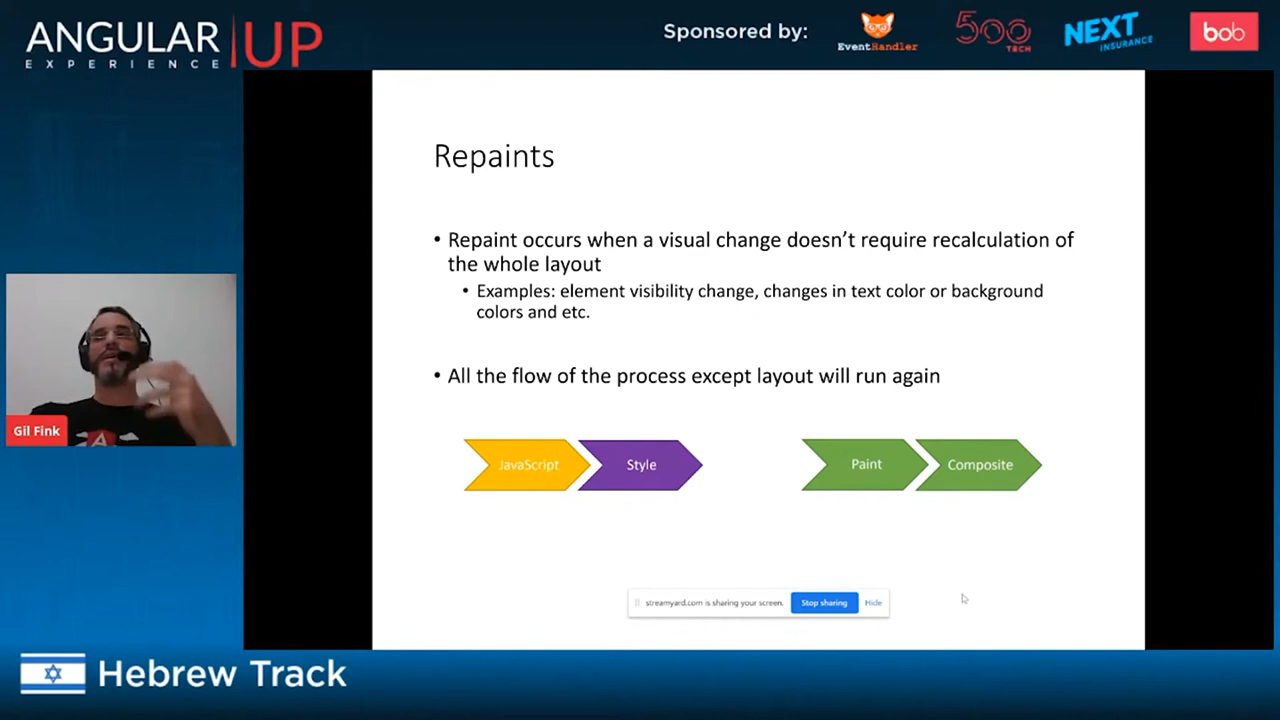 ANGULAR UP
EXPERIENCE
Sponsored by:
EventHandler
500
TECH
NEXT
INSURANCE
bob
Repaints
• Repaint occurs when a visual change doesn’t require recalculation of
the whole layout
• Examples: element visibility change, changes in text color or background
colors and etc.
• All the flow of the process except layout will run again
JavaScript
Style
Paint
Composite
Gil Fink
streamyard.com is sharing your screen.
Stop sharing
Hide
Hebrew Track